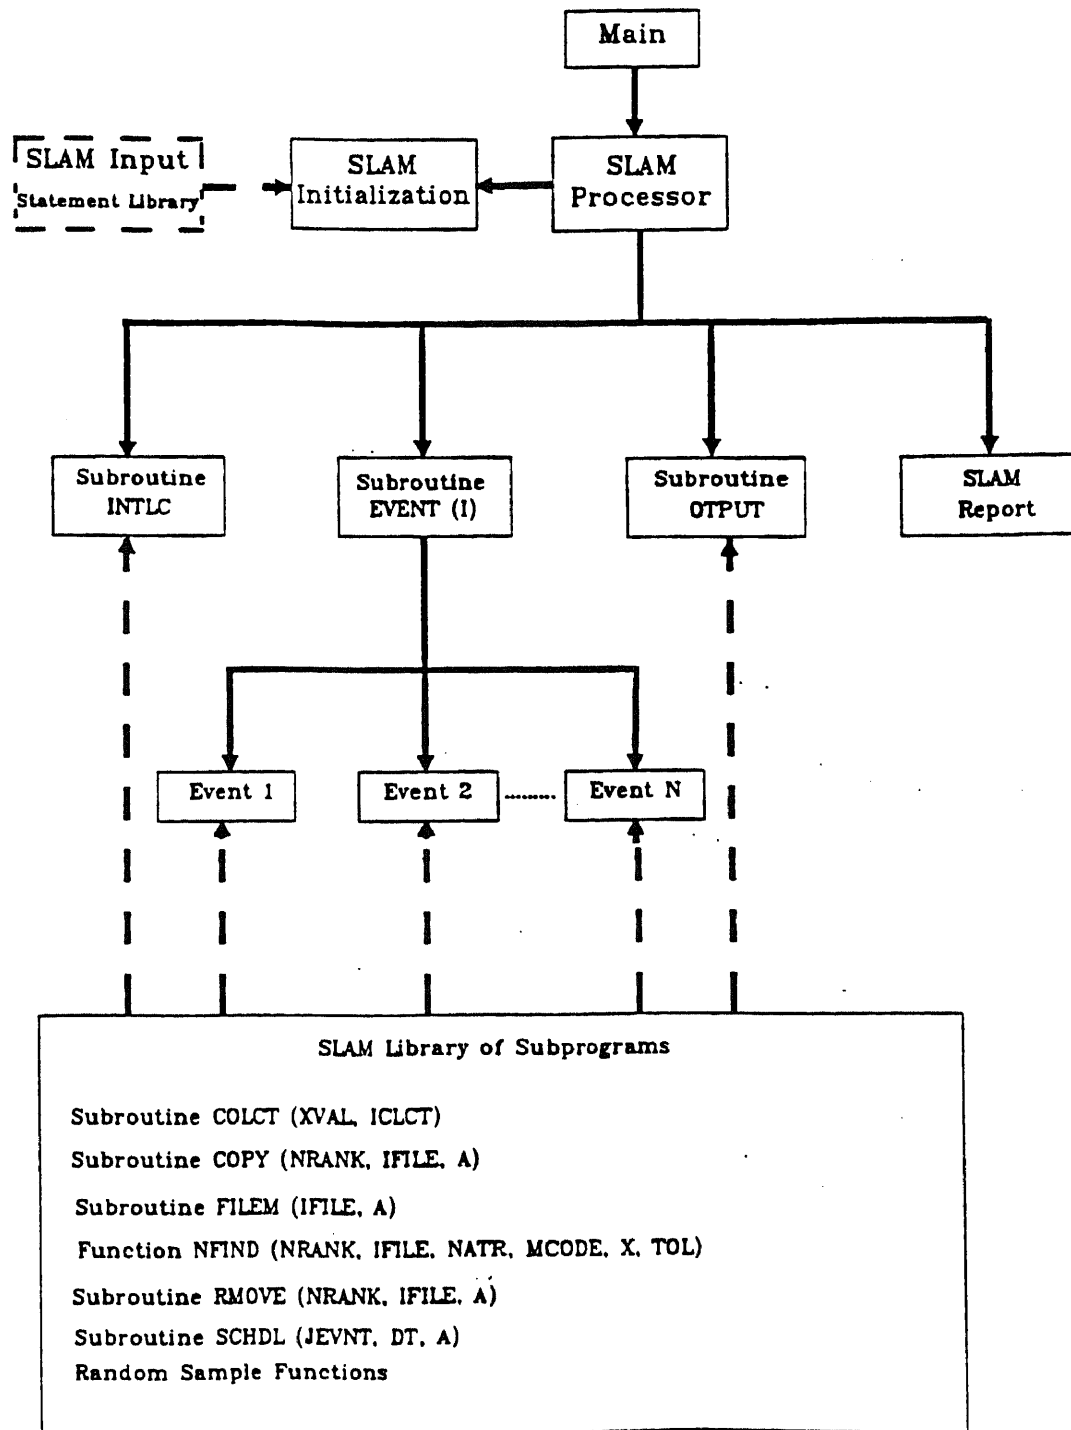 Main
SLAM Input
Statement Library
SLAM
Initialization
SLAM
Processor
Subroutine
INTLC
Subroutine
EVENT (I)
Subroutine
OTPUT
SLAM
Report
Event 1
Event 2
.........
Event N
SLAM Library of Subprograms
Subroutine COLCT (XVAL, ICLCT)
Subroutine COPY (NRANK, IFILE, A)
Subroutine FILEM (IFILE, A)
Function NFIND (NRANK, IFILE, NATR, MCODE, X, TOL)
Subroutine RMOVE (NRANK, IFILE, A)
Subroutine SCHDL (JEVNT, DT, A)
Random Sample Functions